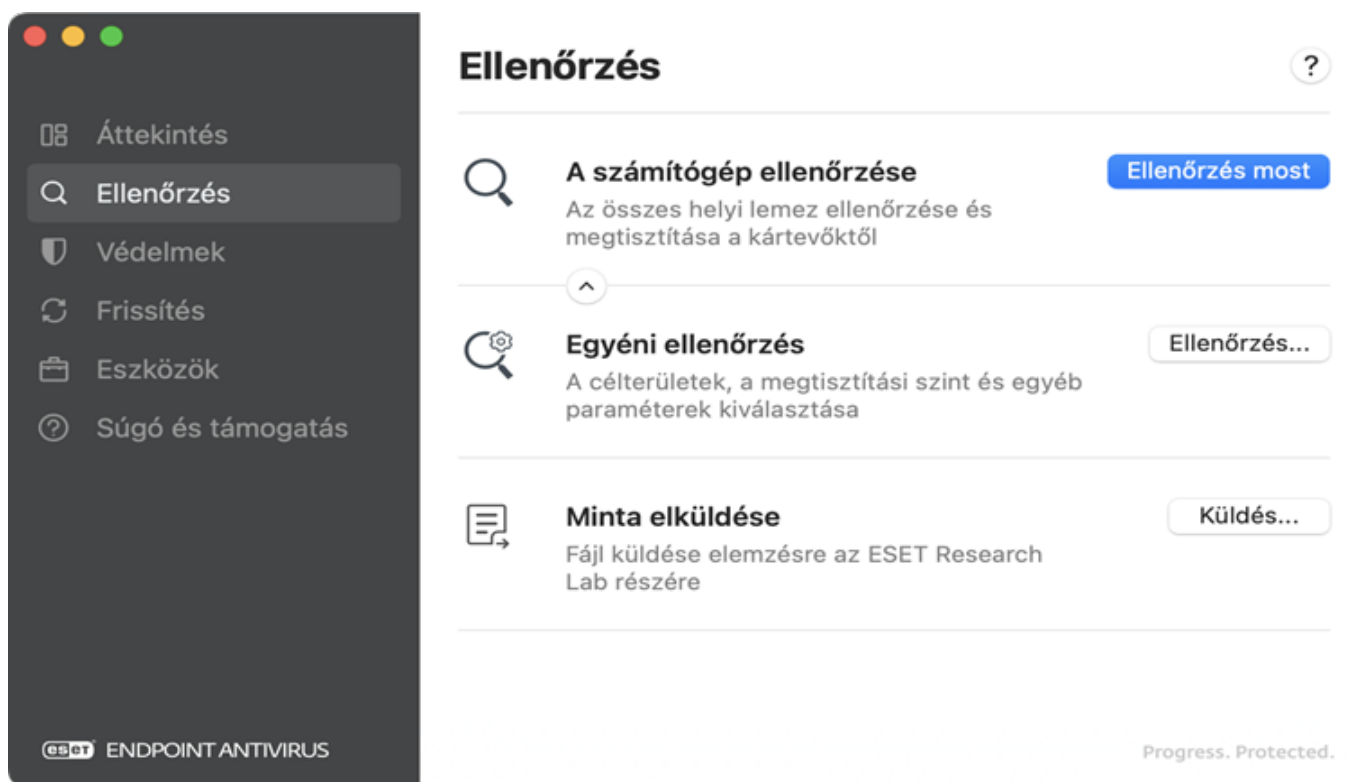 Áttekintés
Ellenőrzés
Védelmek
Frissítés
Eszközök
Súgó és támogatás
eset ENDPOINT ANTIVIRUS
Ellenőrzés
?
A számítógép ellenőrzése
Ellenőrzés most
Az összes helyi lemez ellenőrzése és
megtisztítása a kártevőktől
Egyéni ellenőrzés
Ellenőrzés...
A célterületek, a megtisztítási szint és egyéb
paraméterek kiválasztása
Minta elküldése
Küldés...
Fájl küldése elemzésre az ESET Research
Lab részére
Progress. Protected.